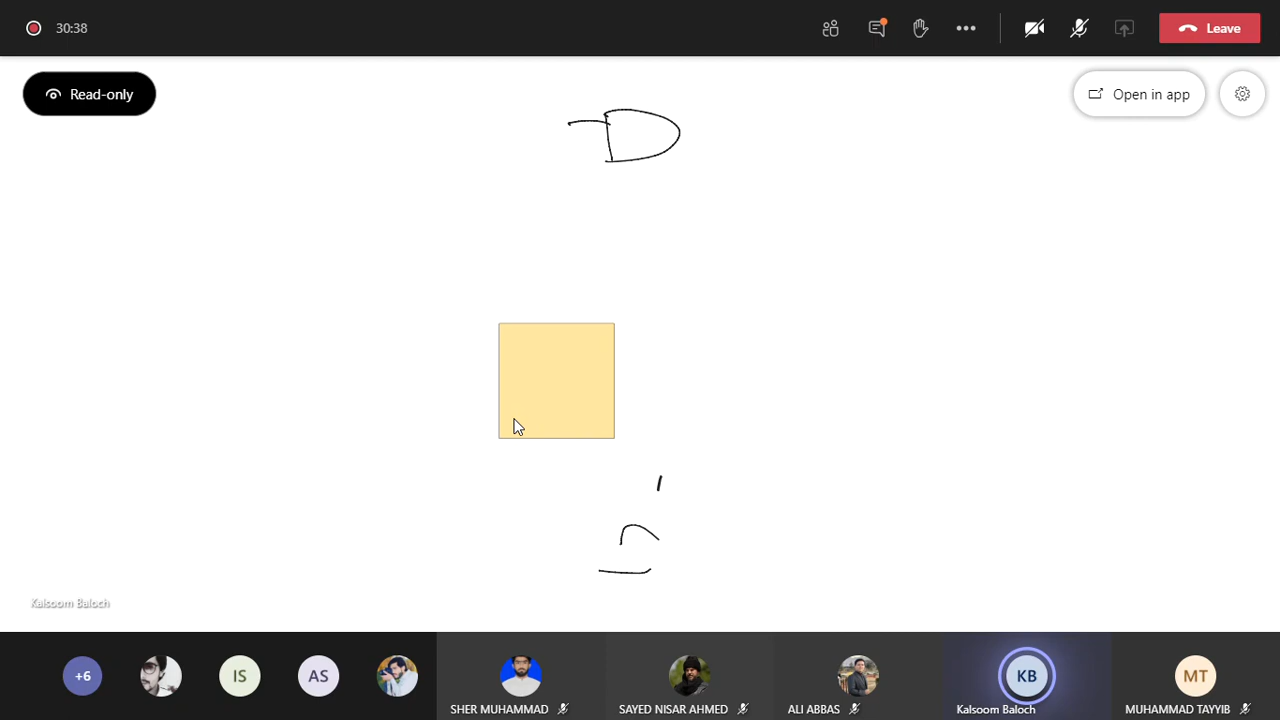 30:38
Leave
Read-only
Open in app
Kalsoom Baloch
+6
IS
AS
KB
MT
SHER MUHAMMAD
SAYED NISAR AHMED
ALI ABBAS
Kalsoom Baloch
MUHAMMAD TAYYIB